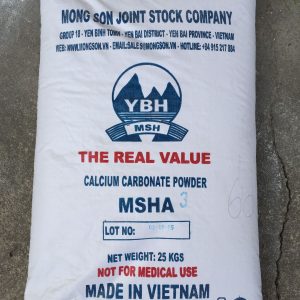 MONG SON JOINT STOCK COMPANY
GROUP 18 - YEN BINH TOWN - YEN BAI DISTRICT - YEN BAI PROVINCE - VIETNAM
WEB: WWW.MONGSON.VN - EMAIL:SALES@MONGSON.VN - HOTLINE: +84 915 217 884
YBH
MSH
THE REAL VALUE
CALCIUM CARBONATE POWDER
MSHA 3
LOT NO:
NET WEIGHT: 25 KGS
NOT FOR MEDICAL USE
MADE IN VIETNAM